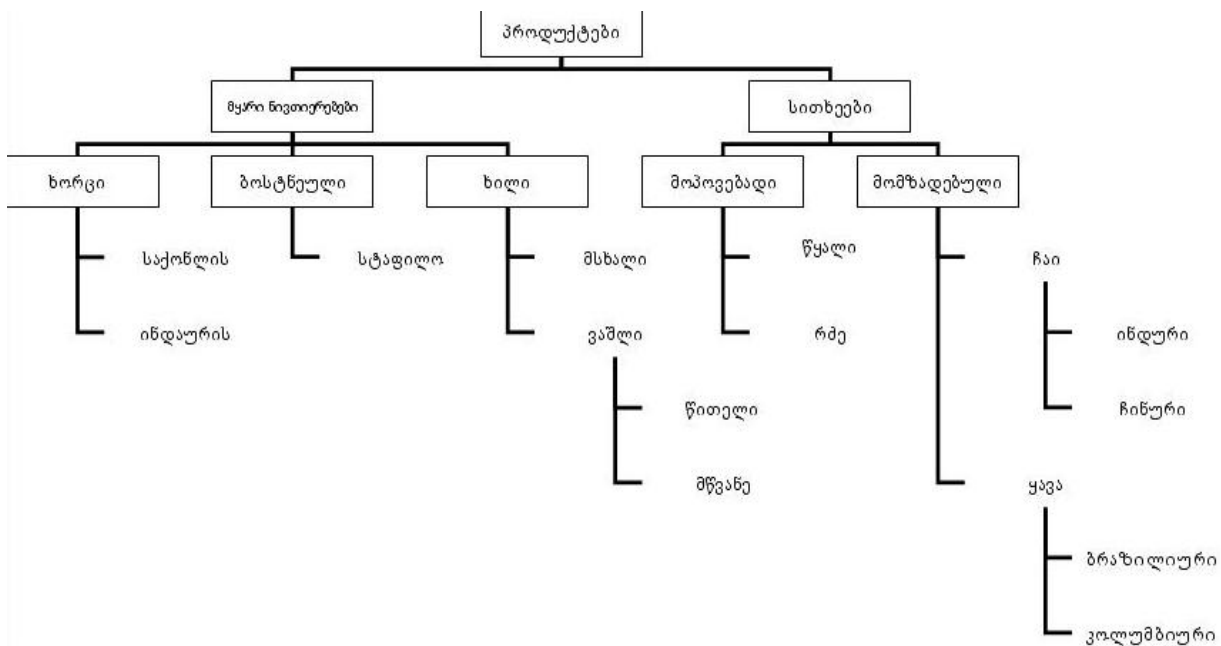 პროდუქტები
მყარი ნივთიერებები
სითხეები
ხორცი
ბოსტნეული
ხილი
მოპოვებადი
მომზადებული
საქონლის
სტაფილო
მსხალი
წყალი
ჩაი
ინდაურის
ვაშლი
რძე
ინდური
წითელი
ჩინური
მწვანე
ყავა
ბრაზილიური
კოლუმბიური